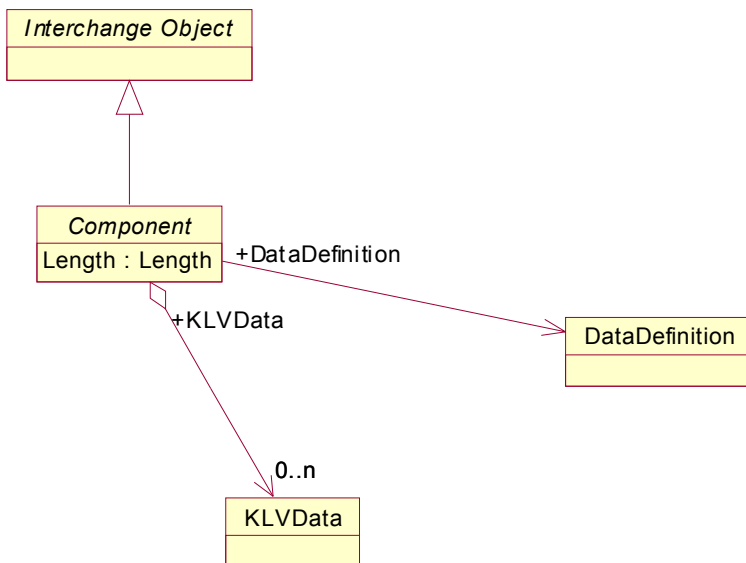 Interchange Object
Component
Length : Length
+DataDefinition
+KLVData
DataDefinition
0..n
KLVData